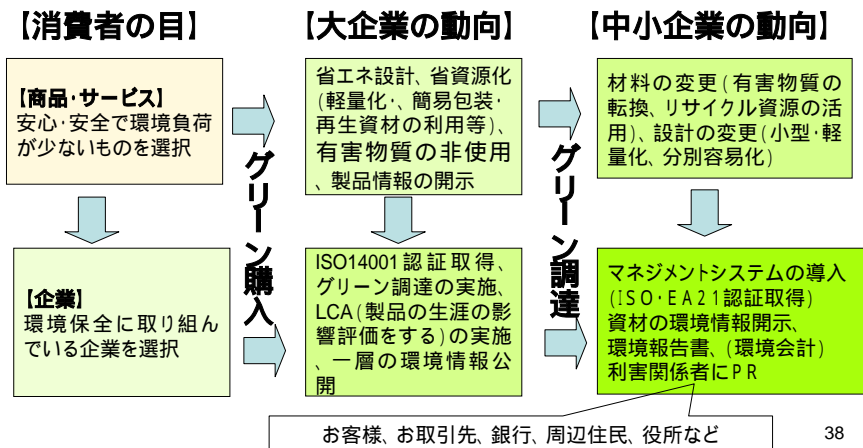 【消費者の目】
【大企業の動向】
【中小企業の動向】
【商品・サービス】
安心・安全で環境負荷
が少ないものを選択
グリーン購入
省エネ設計、省資源化
(軽量化・、簡易包装・
再生資材の利用等)、
有害物質の非使用
、製品情報の開示
グリーン調達
材料の変更(有害物質の
転換、リサイクル資源の活
用)、設計の変更(小型・軽
量化、分別容易化)
【企業】
環境保全に取り組ん
でいる企業を選択
ISO14001認証取得、
グリーン調達の実施、
LCA(製品の生涯の影
響評価をする)の実施
、一層の環境情報公
開
マネジメントシステムの導入
(ISO・EA21認証取得)
資材の環境情報開示、
環境報告書、(環境会計)
利害関係者にPR
お客様、お取引先、銀行、周辺住民、役所など
38